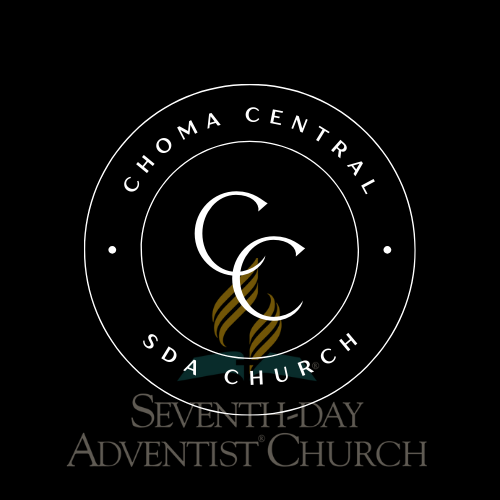 CHOMA CENTRAL
CC
SDA CHURCH
®
SEVENTH-DAY
ADVENTIST® CHURCH